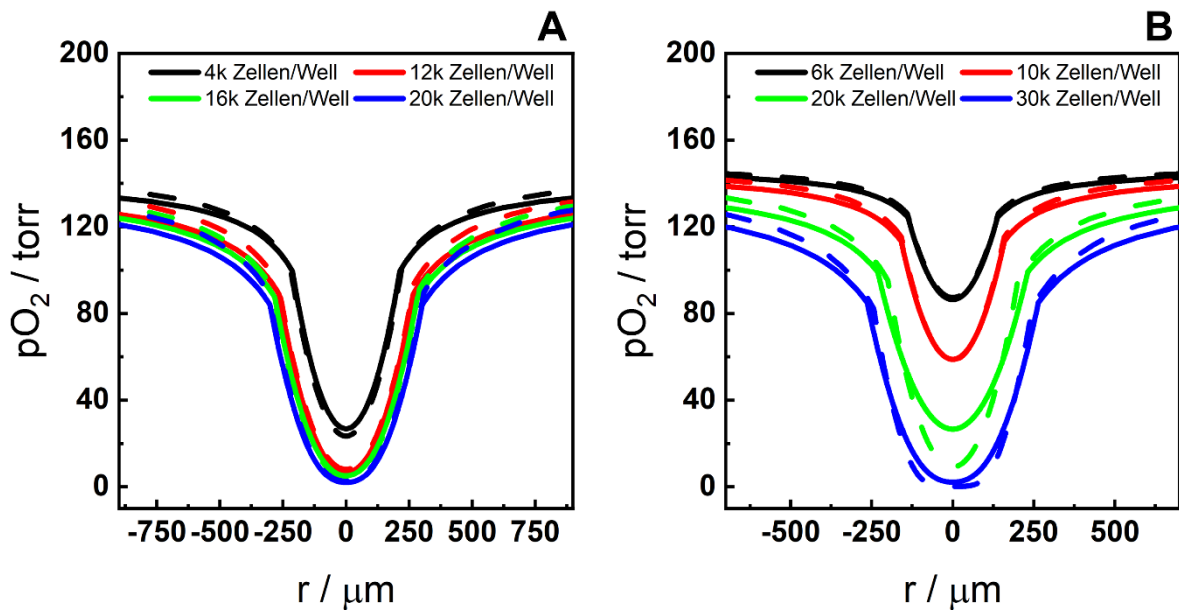 A
200
160
120
80
40
0
pO₂ / torr
4k Zellen/Well 12k Zellen/Well
16k Zellen/Well 20k Zellen/Well
-750 -500 -250 0 250 500 750
r / μm
B
200
160
120
80
40
0
pO₂ / torr
6k Zellen/Well 10k Zellen/Well
20k Zellen/Well 30k Zellen/Well
-500 -250 0 250 500
r / μm